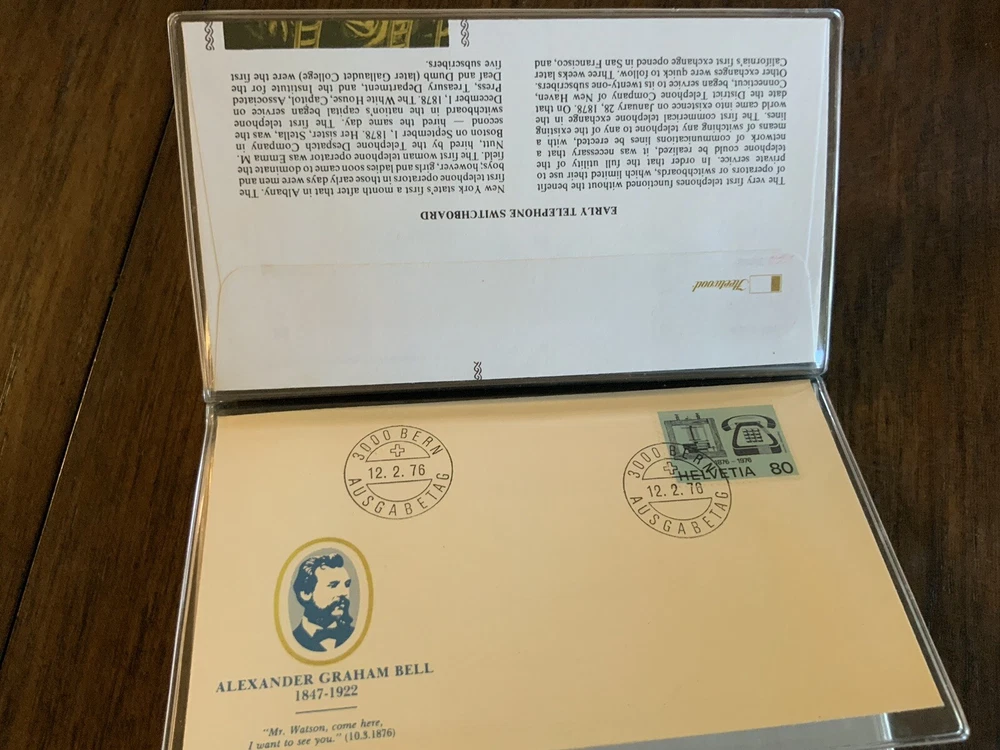 Fleetwood
EARLY TELEPHONE SWITCHBOARD
The very first telephones functioned without the benefit
of operators or switchboards, which limited their use to
private service. In order that the full utility of the
telephone could be realized, it was necessary that a
network of communications lines be erected, with a
means of switching any telephone to any of the existing
lines. The first commercial telephone exchange in the
world came into existence on January 28, 1878. On that
date the District Telephone Company of New Haven,
Connecticut, began service to its twenty-one subscribers.
Other exchanges were quick to follow. Three weeks later
California's first exchange opened in San Francisco, and
New York state's first a month after that in Albany. The
first telephone operators in those early days were men and
boys; however, girls and ladies soon came to dominate the
field. The first woman telephone operator was Emma M.
Nutt, hired by the Telephone Despatch Company in
Boston on September 1, 1878. Her sister, Stella, was the
second — hired the same day. The first telephone
switchboard in the nation's capital began service on
December 1, 1878. The White House, Capitol, Associated
Press, Treasury Department, and the Institute for the
Deaf and Dumb (later Gallaudet College) were the first
five subscribers.
3000 BERN
12.2.76
AUSGABETAG
1876-1976
HELVETIA 80
3000 BERN
12.2.76
AUSGABETAG
ALEXANDER GRAHAM BELL
1847-1922
"Mr. Watson, come here,
I want to see you." (10.3.1876)